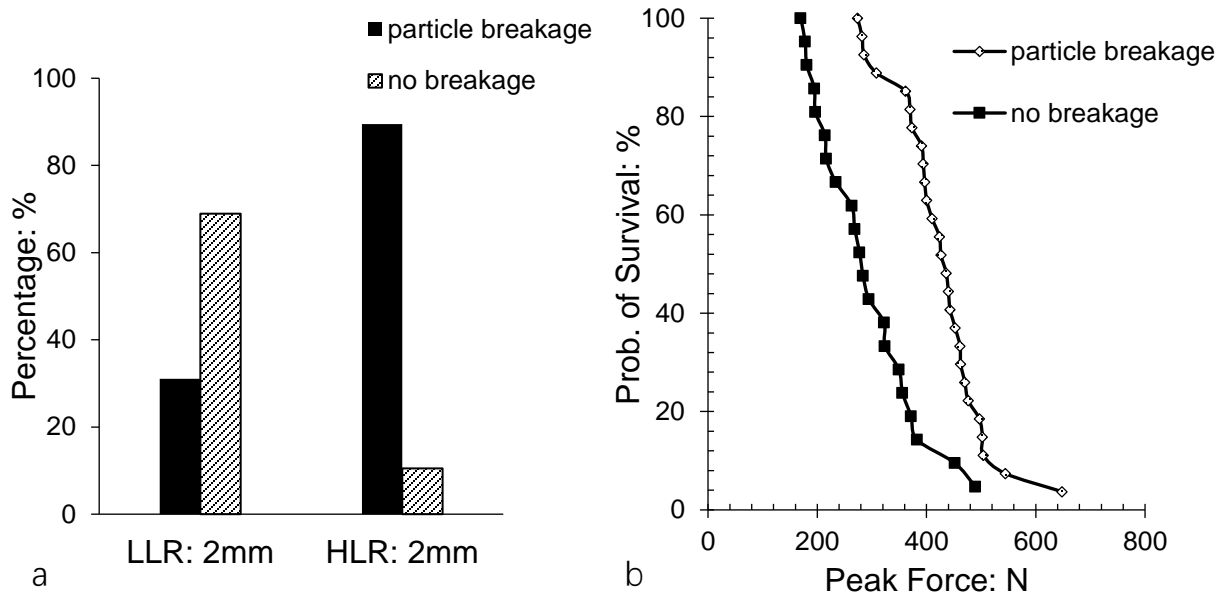 particle breakage
no breakage
100
80
60
40
20
0
Percentage: %
LLR: 2mm
HLR: 2mm
a
100
80
60
40
20
0
Prob. of Survival: %
particle breakage
no breakage
0
200
400
600
800
Peak Force: N
b